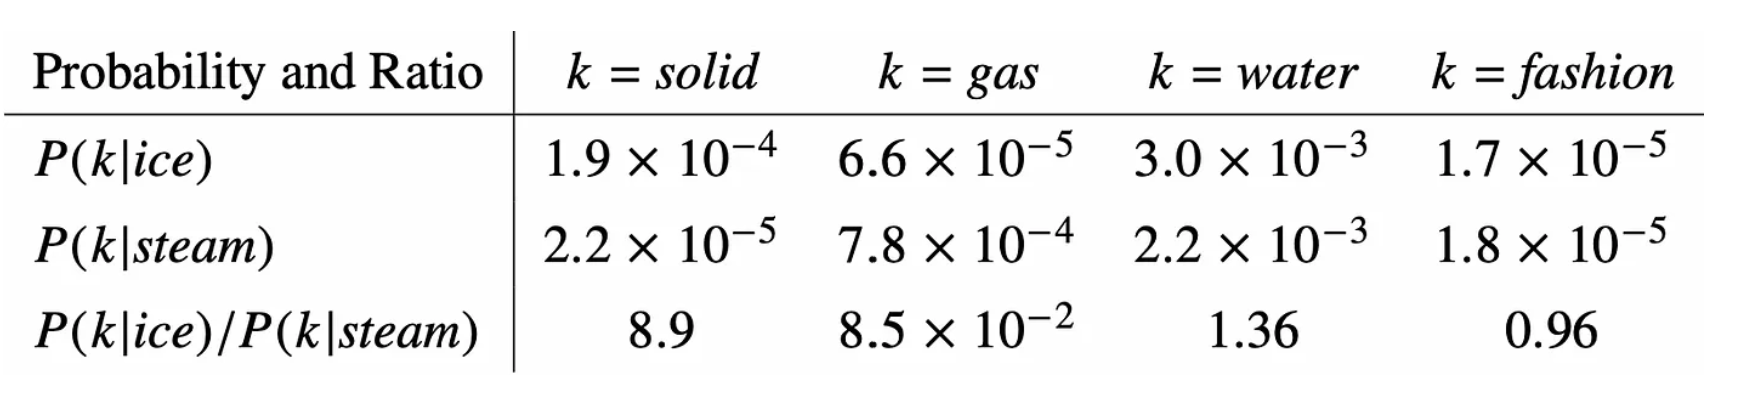 Probability and Ratio k = solid k = gas k = water k = fashion
P(k|ice) 1.9 × 10⁻⁴ 6.6 × 10⁻⁵ 3.0 × 10⁻³ 1.7 × 10⁻⁵
P(k|steam) 2.2 × 10⁻⁵ 7.8 × 10⁻⁴ 2.2 × 10⁻³ 1.8 × 10⁻⁵
P(k|ice)/P(k|steam) 8.9 8.5 × 10⁻² 1.36 0.96